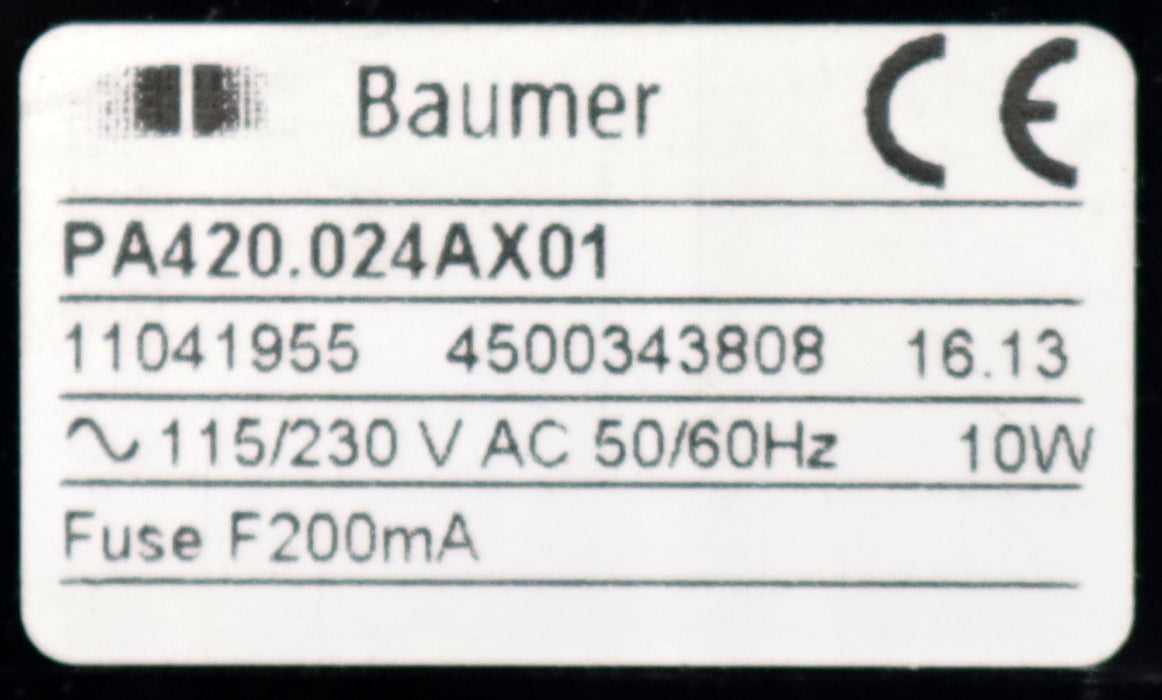 Baumer CE
PA420.024AX01
11041955 4500343808 16.13
~115/230 V AC 50/60Hz 10W
Fuse F200mA